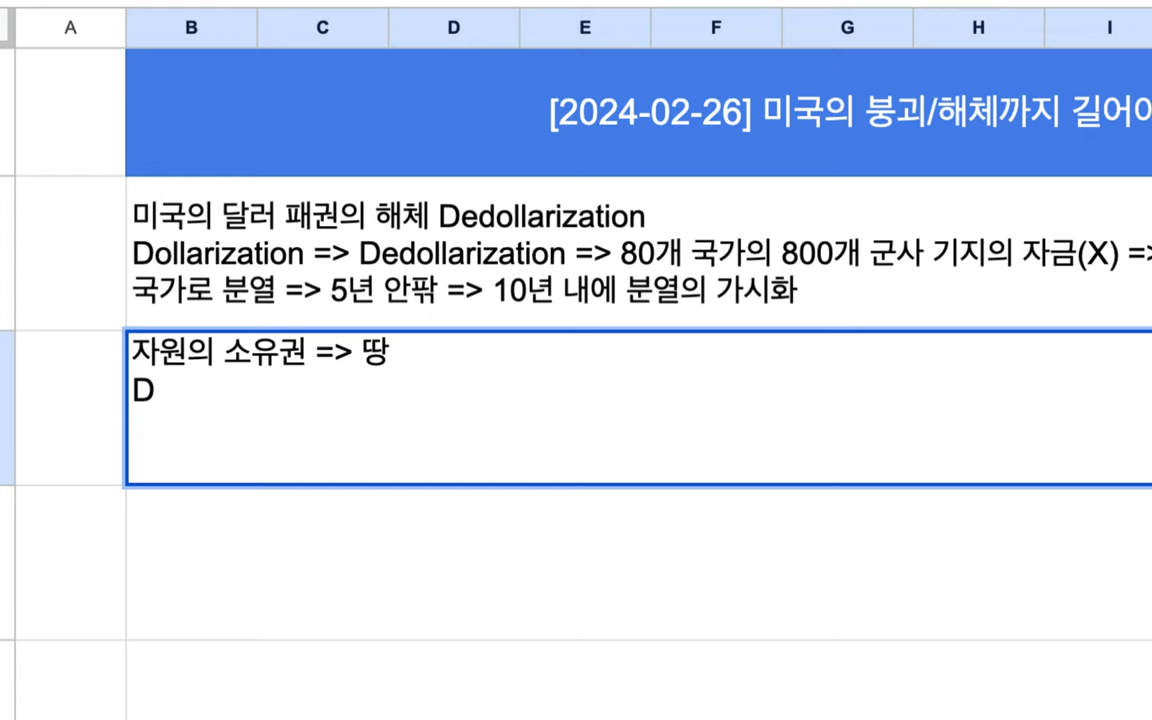 A B C D E F G H I
[2024-02-26] 미국의 붕괴/해체까지 길어야
미국의 달러 패권의 해체 Dedollarization
Dollarization => Dedollarization => 80개 국가의 800개 군사 기지의 자금(X) =>
국가로 분열 => 5년 안팎 => 10년 내에 분열의 가시화
자원의 소유권 => 땅
D